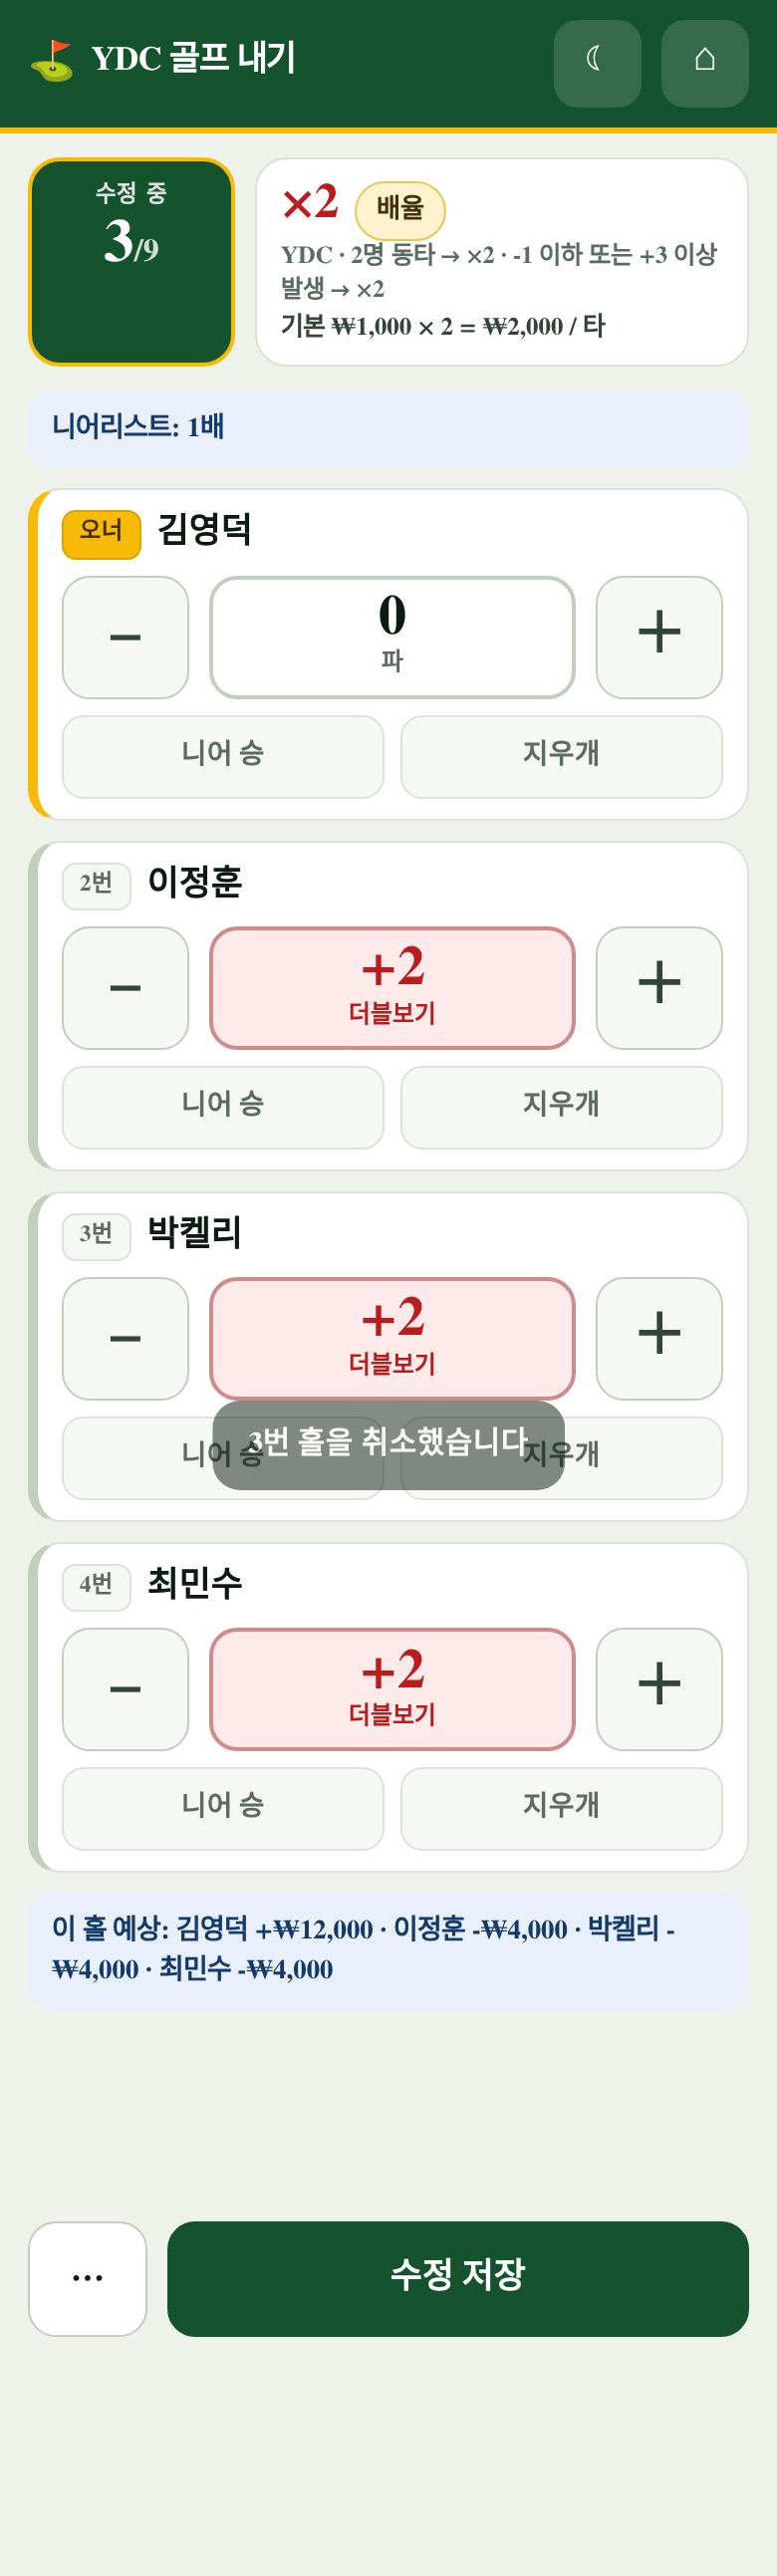 YDC 골프 내기
수정 중
3/9
×2 배율
YDC · 2명 동타 → ×2 · -1 이하 또는 +3 이상
발생 → ×2
기본 ₩1,000 × 2 = ₩2,000 / 타
니어리스트: 1배
오너 김영덕
− 0 +
파
니어 승 지우개
2번 이정훈
− +2 +
더블보기
니어 승 지우개
3번 박켈리
− +2 +
더블보기
니어 승 지우개
3번 홀을 취소했습니다
4번 최민수
− +2 +
더블보기
니어 승 지우개
이 홀 예상: 김영덕 +₩12,000 · 이정훈 -₩4,000 · 박켈리 -
₩4,000 · 최민수 -₩4,000
··· 수정 저장